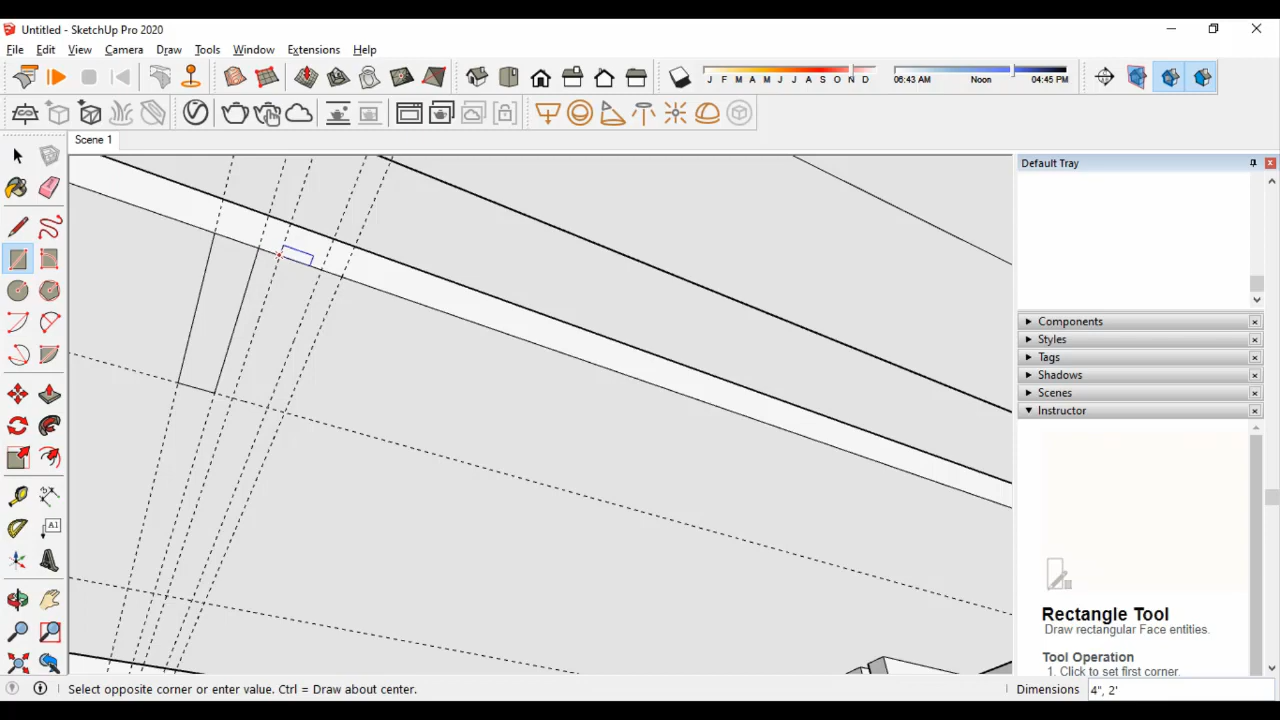 Untitled - SketchUp Pro 2020
File Edit View Camera Draw Tools Window Extensions Help
J F M A M J J A S O N D 06:43 AM Noon 04:45 PM
Scene 1
Default Tray
Components
Styles
Tags
Shadows
Scenes
Instructor
A1
Rectangle Tool
Draw rectangular Face entities.
Tool Operation
1. Click to set first corner.
Select opposite corner or enter value. Ctrl = Draw about center.
Dimensions 4", 2'